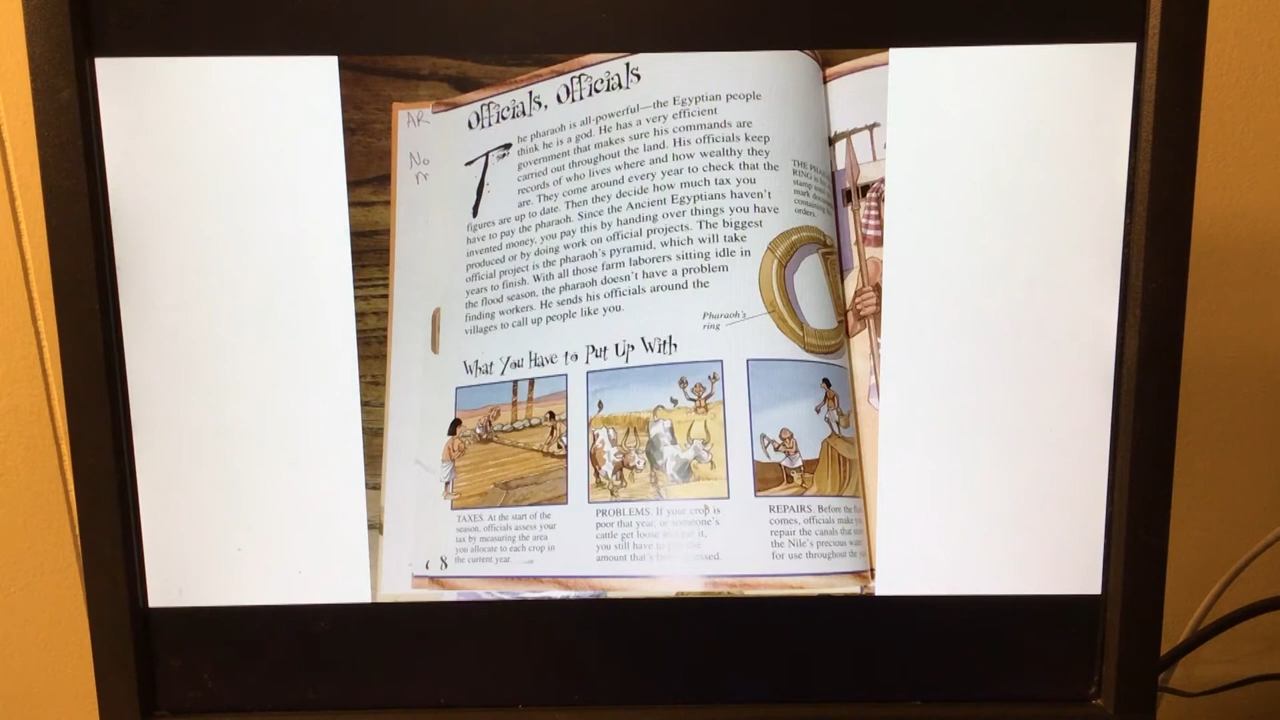 Officials, Officials
AR
No
The pharaoh is all-powerful—the Egyptian people
think he is a god. He has a very efficient
government that makes sure his commands are
carried out throughout the land. His officials keep
records of who lives where and how wealthy they
are. They come around every year to check that the
figures are up to date. Then they decide how much tax you
have to pay the pharaoh. Since the Ancient Egyptians haven't
invented money, you pay this by handing over things you have
produced or by doing work on official projects. The biggest
official project is the pharaoh's pyramid, which will take
years to finish. With all those farm laborers sitting idle in
the flood season, the pharaoh doesn't have a problem
finding workers. He sends his officials around the
villages to call up people like you.
THE
RING
stamp
mark
containing
orders.
Pharaoh's
ring
What You Have to Put Up With
TAXES. At the start of the
season, officials assess your
tax by measuring the area
you allocate to each crop in
the current year.
PROBLEMS. If your crop is
poor that year, or someone's
cattle get loose and eat it,
you still have to pay the
amount that's been assessed.
REPAIRS. Before the
comes, officials make
repair the canals that
the Nile's precious
for use throughout the
8